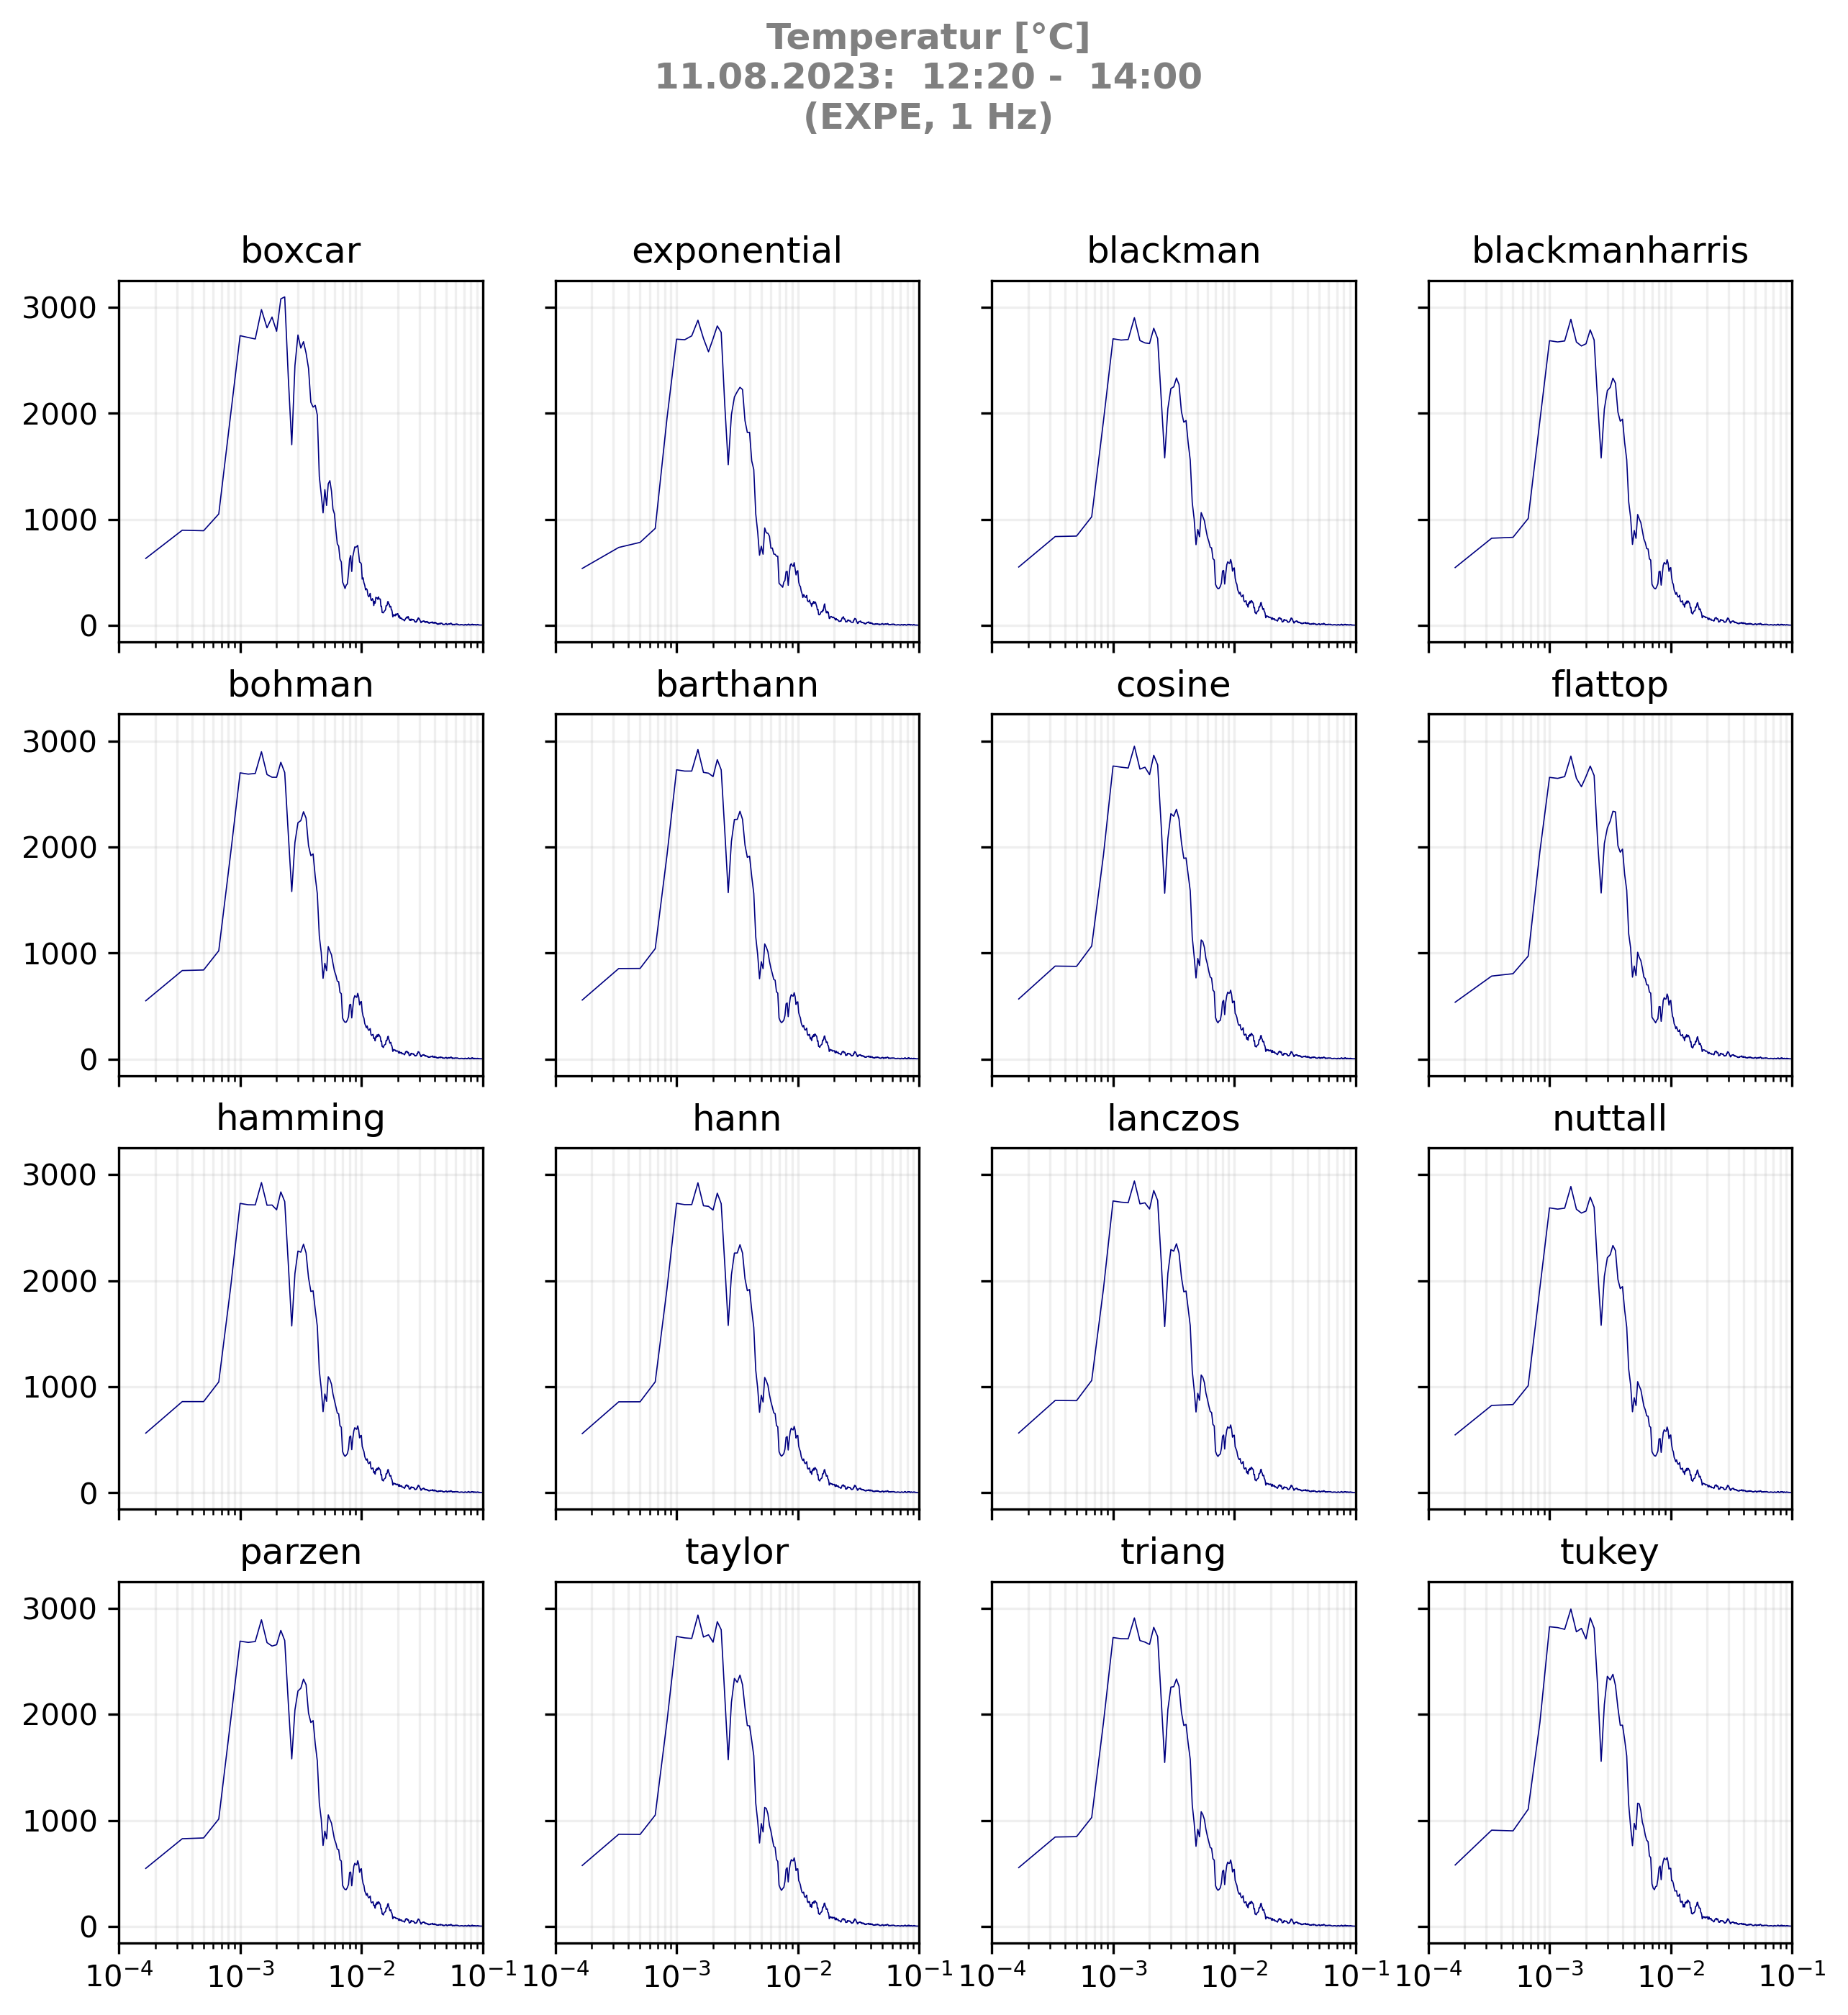 Temperatur [°C]
11.08.2023:  12:20 -  14:00
(EXPE, 1 Hz)
boxcar exponential blackman blackmanharris
3000
2000
1000
0
bohman barthann cosine flattop
3000
2000
1000
0
hamming hann lanczos nuttall
3000
2000
1000
0
parzen taylor triang tukey
3000
2000
1000
0
10⁻⁴ 10⁻³ 10⁻² 10⁻¹ 10⁻⁴ 10⁻³ 10⁻² 10⁻¹ 10⁻⁴ 10⁻³ 10⁻² 10⁻¹ 10⁻⁴ 10⁻³ 10⁻² 10⁻¹